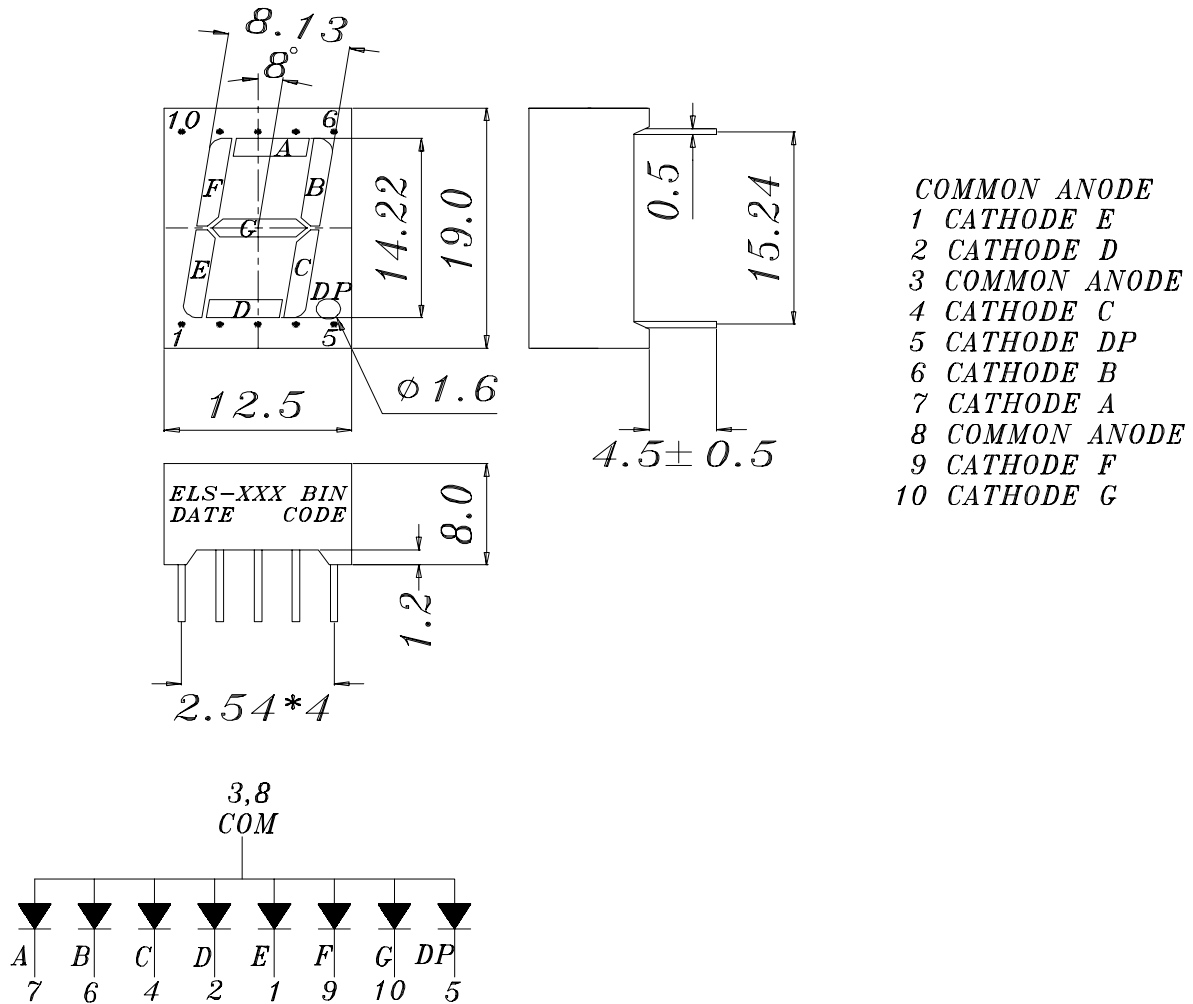 8.13
8°
10 6
A
F B
G
E C
DP
D
1 5
14.22
19.0
12.5
ϕ1.6
0.5
15.24
4.5± 0.5
COMMON ANODE
1 CATHODE E
2 CATHODE D
3 COMMON ANODE
4 CATHODE C
5 CATHODE DP
6 CATHODE B
7 CATHODE A
8 COMMON ANODE
9 CATHODE F
10 CATHODE G
ELS-XXX BIN
DATE CODE
8.0
1.2
2.54*4
3,8
COM
A B C D E F G DP
7 6 4 2 1 9 10 5